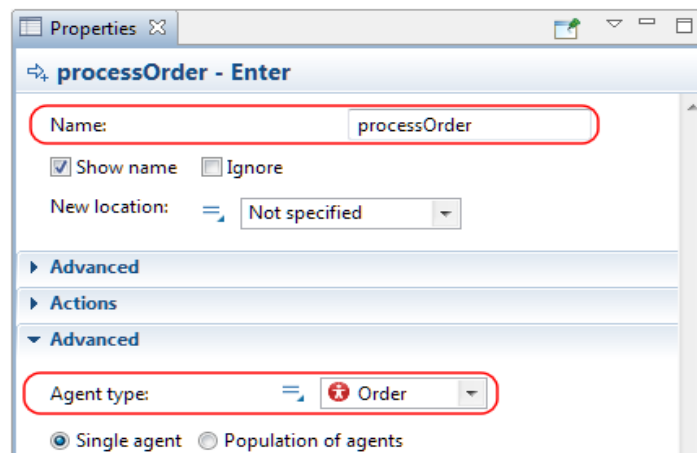 Properties
processOrder - Enter
Name: processOrder
Show name Ignore
New location: Not specified
Advanced
Actions
Advanced
Agent type: Order
Single agent Population of agents